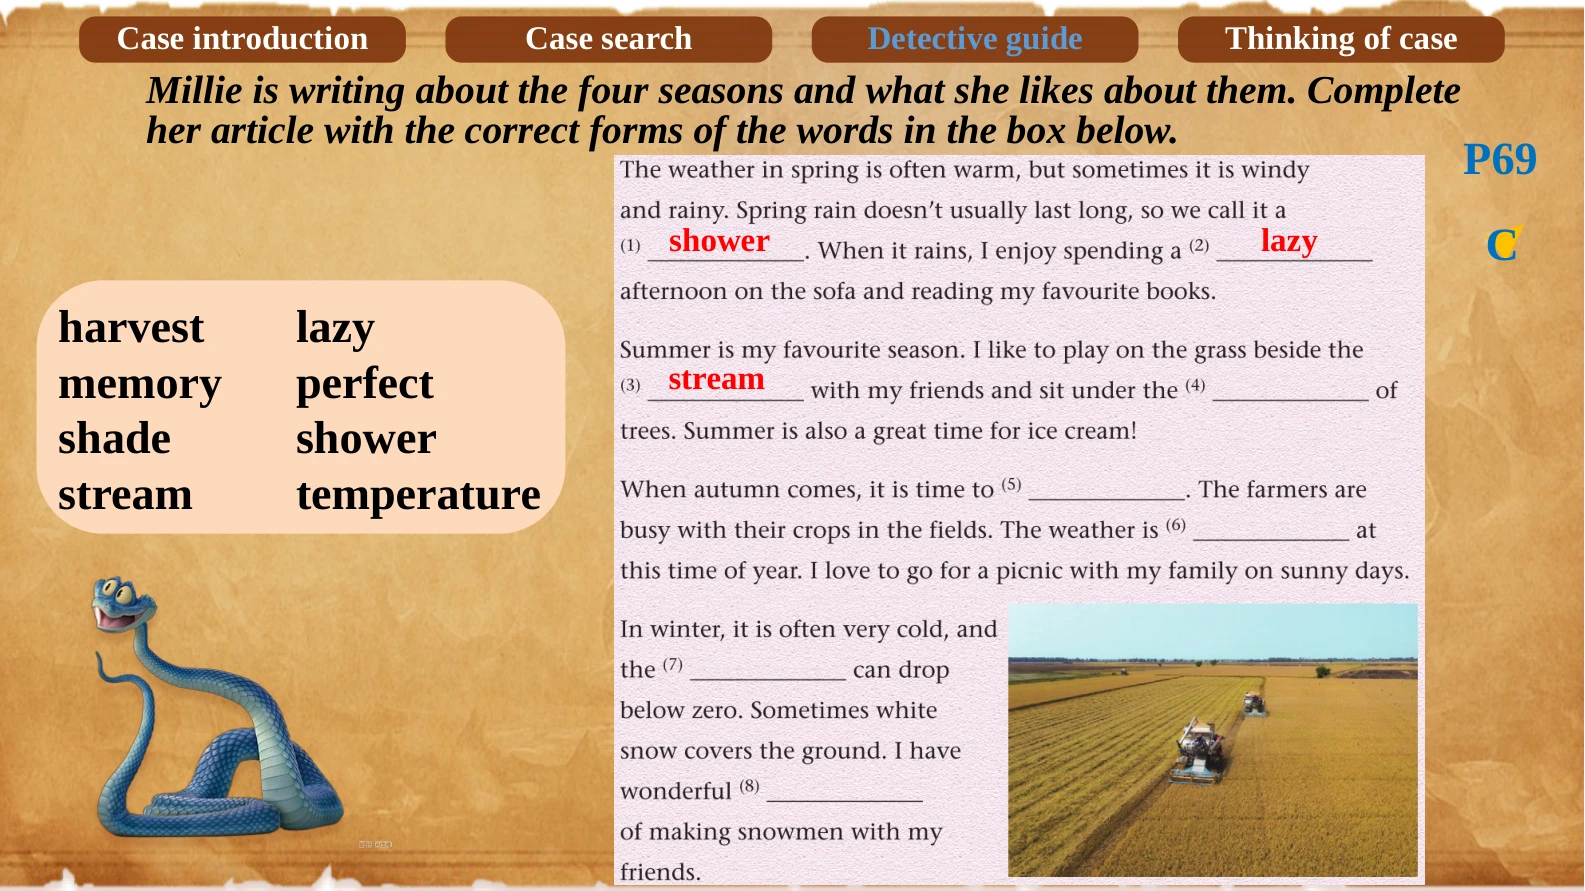 Case introduction
Case search
Detective guide
Thinking of case
Millie is writing about the four seasons and what she likes about them. Complete
her article with the correct forms of the words in the box below.
P69
C
harvest lazy
memory perfect
shade shower
stream temperature
The weather in spring is often warm, but sometimes it is windy
and rainy. Spring rain doesn't usually last long, so we call it a
(1) shower. When it rains, I enjoy spending a (2) lazy
afternoon on the sofa and reading my favourite books.
Summer is my favourite season. I like to play on the grass beside the
(3) stream with my friends and sit under the (4) ____________ of
trees. Summer is also a great time for ice cream!
When autumn comes, it is time to (5) ____________. The farmers are
busy with their crops in the fields. The weather is (6) ____________ at
this time of year. I love to go for a picnic with my family on sunny days.
In winter, it is often very cold, and
the (7) ____________ can drop
below zero. Sometimes white
snow covers the ground. I have
wonderful (8) ____________
of making snowmen with my
friends.